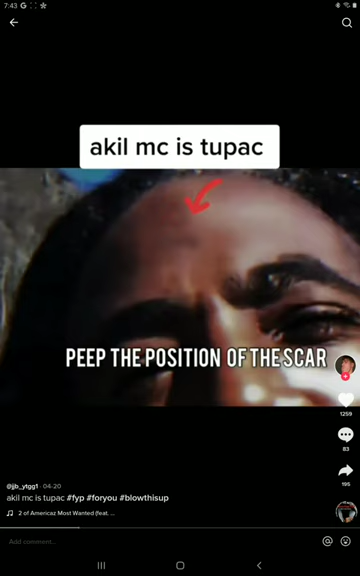 7:43
akil mc is tupac
PEEP THE POSITION OF THE SCAR
1259
83
195
@jjb_ytgg1 · 04-20
akil mc is tupac #fyp #foryou #blowthisup
2 of Americaz Most Wanted (feat. ...
Add comment...